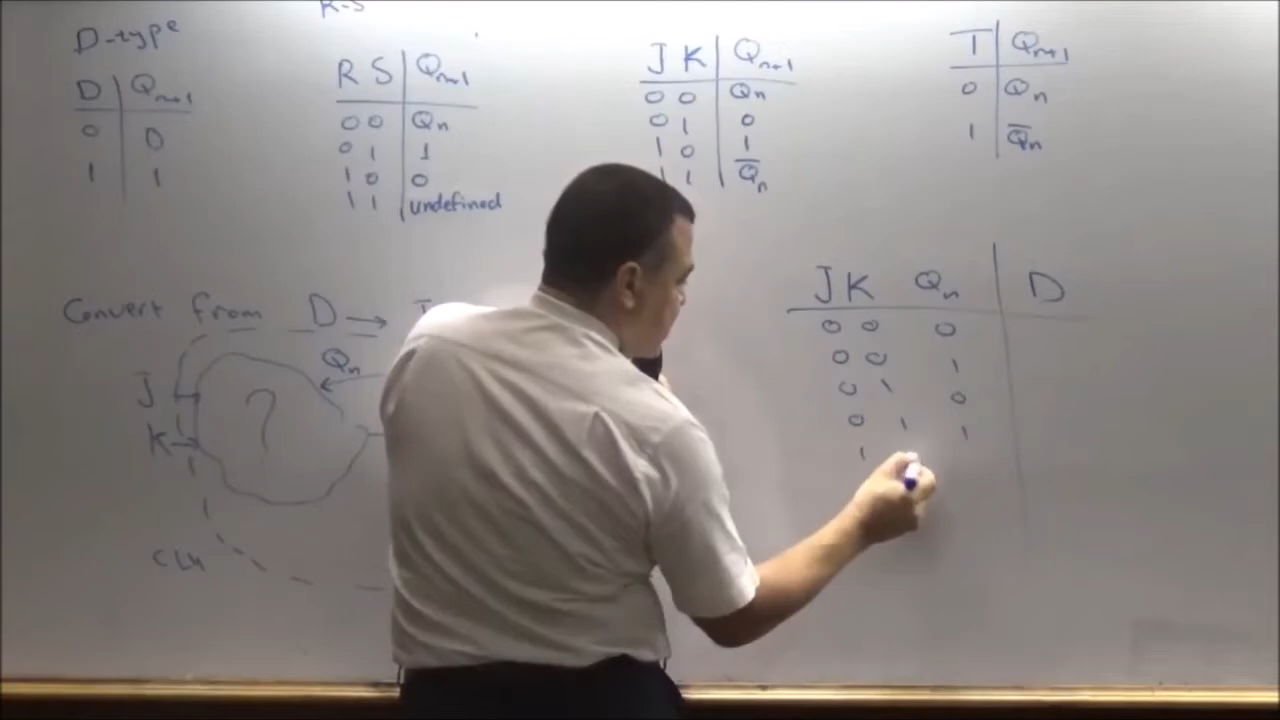 R-S
D-type
D Qn+1
0 0
1 1
R S Qn+1
0 0 Qn
0 1 1
1 0 0
1 1 undefined
J K Qn+1
0 0 Qn
0 1 0
1 0 1
1 1 Q̅n
T Qn+1
0 Qn
1 Q̅n
Convert from D →
Qn
J
?
K
CLK
J K Qn D
0 0 0
0 0 1
0 1 0
0 1 1
1